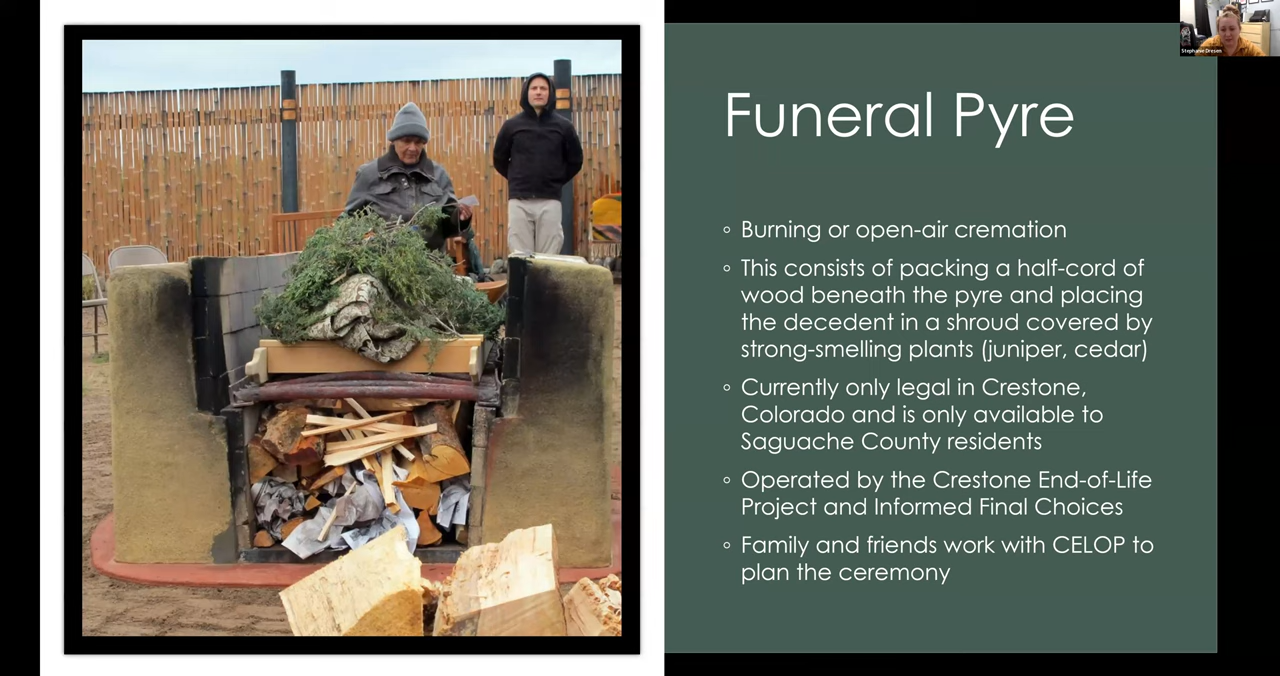 Stephanie Dresen
Funeral Pyre
◦ Burning or open-air cremation
◦ This consists of packing a half-cord of
wood beneath the pyre and placing
the decedent in a shroud covered by
strong-smelling plants (juniper, cedar)
◦ Currently only legal in Crestone,
Colorado and is only available to
Saguache County residents
◦ Operated by the Crestone End-of-Life
Project and Informed Final Choices
◦ Family and friends work with CELOP to
plan the ceremony